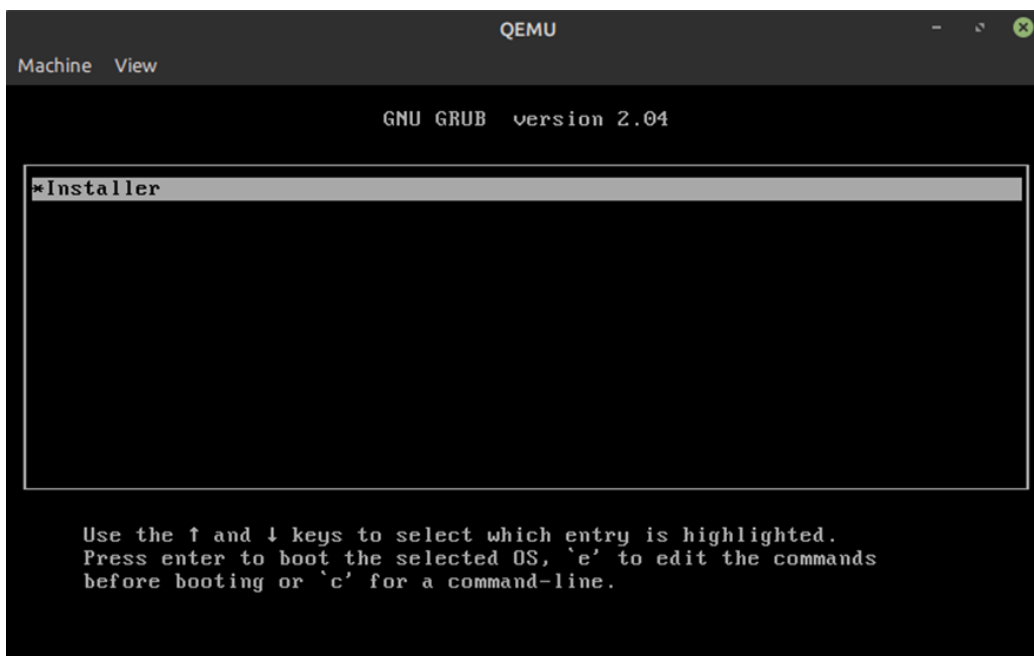 QEMU
Machine View
GNU GRUB version 2.04
*Installer
Use the ↑ and ↓ keys to select which entry is highlighted.
Press enter to boot the selected OS, `e' to edit the commands
before booting or `c' for a command-line.